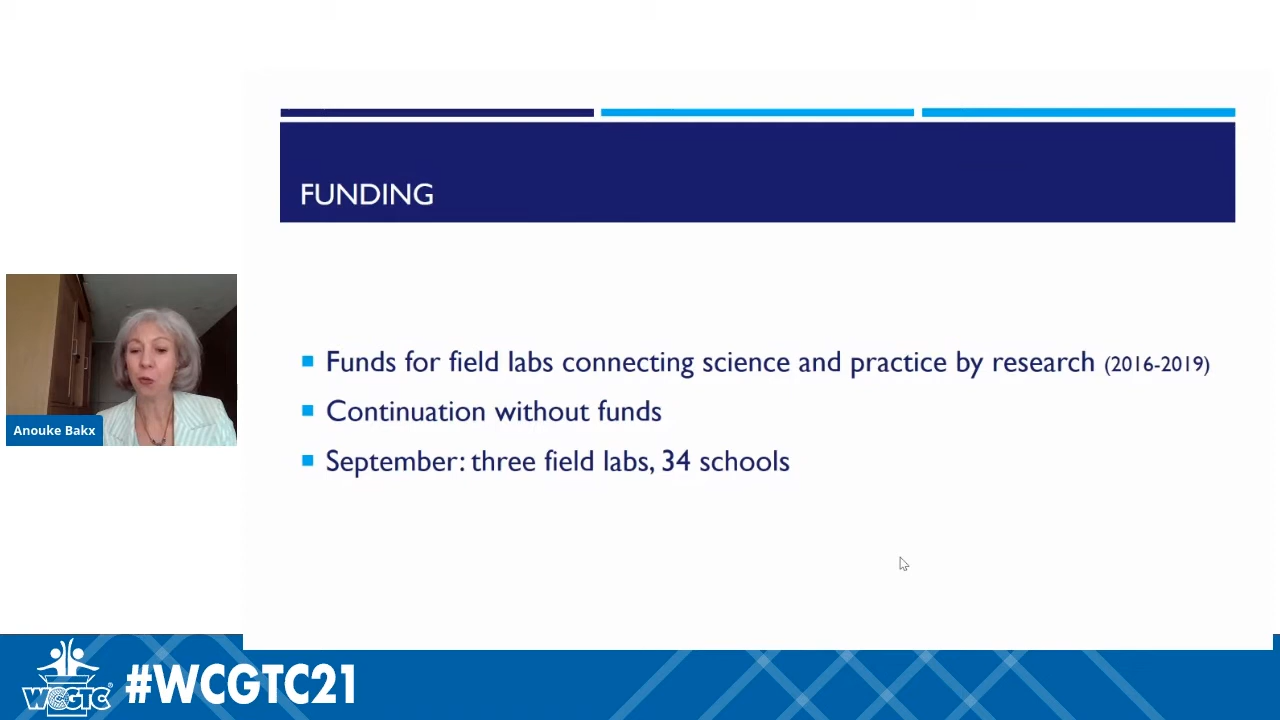 FUNDING
Funds for field labs connecting science and practice by research (2016-2019)
Continuation without funds
September: three field labs, 34 schools
Anouke Bakx
WCGTC®
#WCGTC21